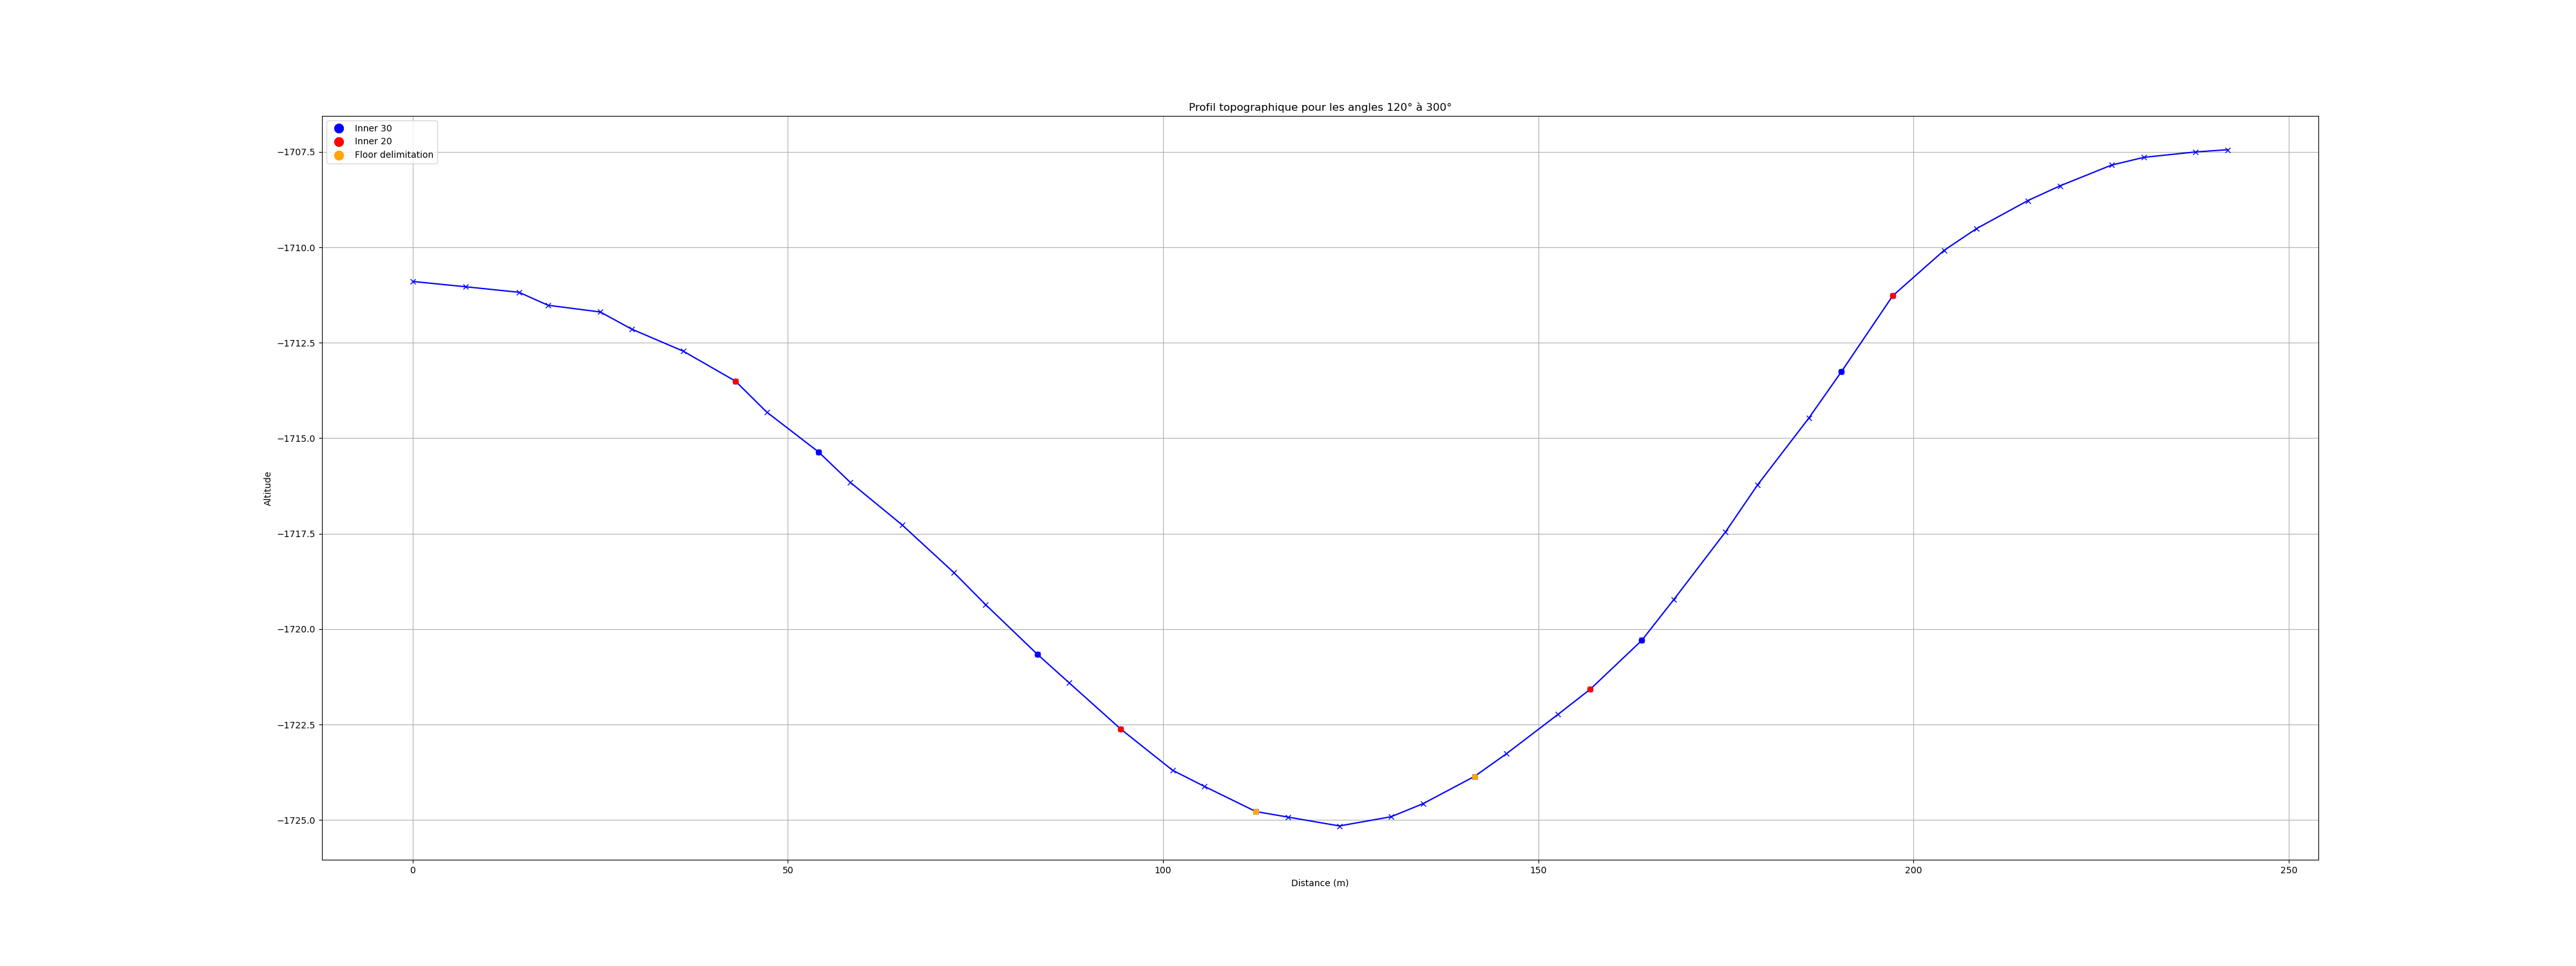 Profil topographique pour les angles 120° à 300°
Inner 30
Inner 20
Floor delimitation
−1707.5
−1710.0
−1712.5
−1715.0
−1717.5
−1720.0
−1722.5
−1725.0
Altitude
0 50 100 150 200 250
Distance (m)